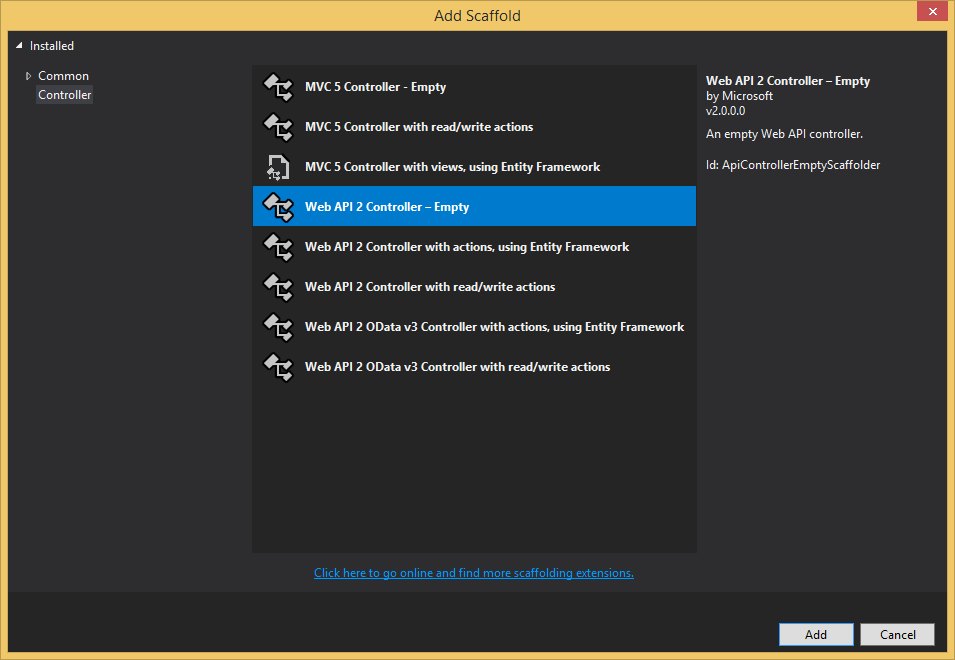 Add Scaffold
Installed
Common
Controller
MVC 5 Controller - Empty
MVC 5 Controller with read/write actions
MVC 5 Controller with views, using Entity Framework
Web API 2 Controller – Empty
Web API 2 Controller with actions, using Entity Framework
Web API 2 Controller with read/write actions
Web API 2 OData v3 Controller with actions, using Entity Framework
Web API 2 OData v3 Controller with read/write actions
Click here to go online and find more scaffolding extensions.
Web API 2 Controller – Empty
by Microsoft
v2.0.0.0
An empty Web API controller.
Id: ApiControllerEmptyScaffolder
Add
Cancel